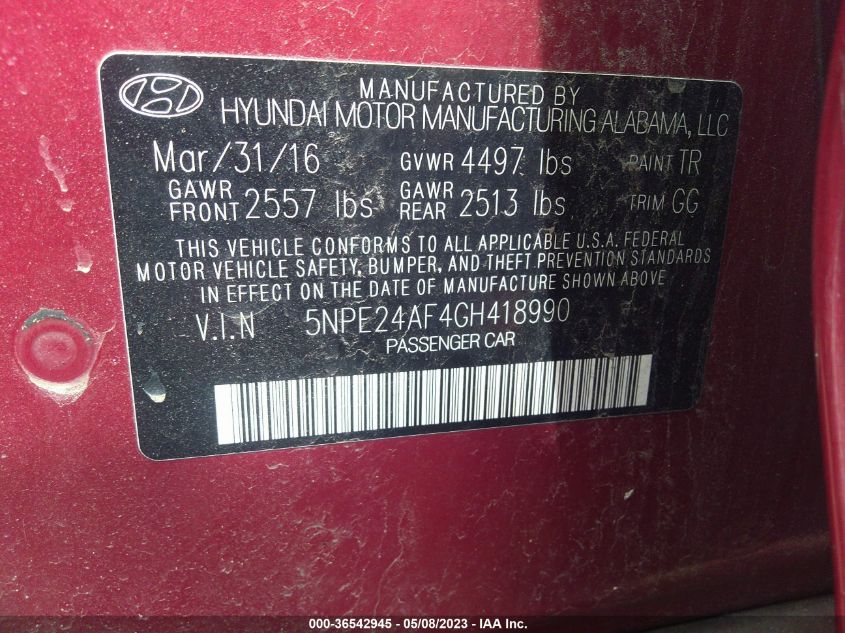 MANUFACTURED BY
HYUNDAI MOTOR MANUFACTURING ALABAMA, LLC
Mar/31/16 GVWR 4497 lbs PAINT TR
GAWR FRONT 2557 lbs GAWR REAR 2513 lbs TRIM GG
THIS VEHICLE CONFORMS TO ALL APPLICABLE U.S.A. FEDERAL
MOTOR VEHICLE SAFETY, BUMPER, AND THEFT PREVENTION STANDARDS
IN EFFECT ON THE DATE OF MANUFACTURE SHOWN ABOVE
V.I.N 5NPE24AF4GH418990
PASSENGER CAR
000-36542945 - 05/08/2023 - IAA Inc.